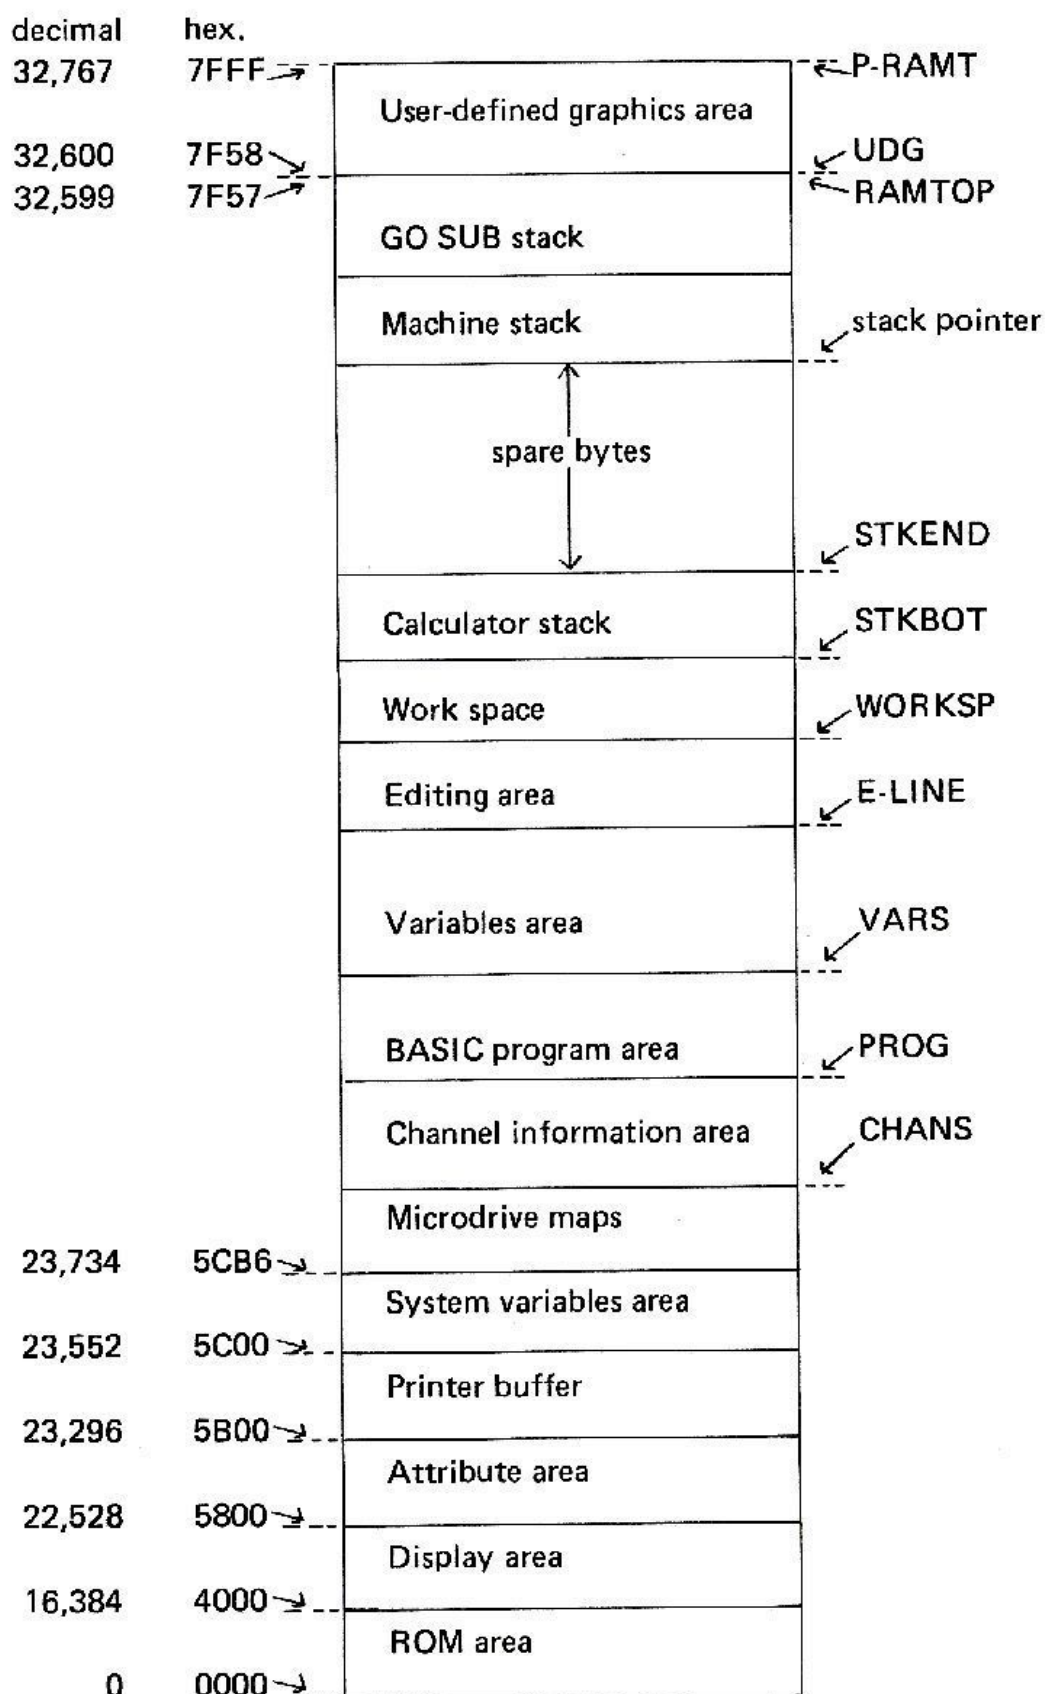 decimal hex.
32,767 7FFF P-RAMT
User-defined graphics area
32,600 7F58 UDG
32,599 7F57 RAMTOP
GO SUB stack
Machine stack stack pointer
spare bytes
STKEND
Calculator stack STKBOT
Work space WORKSP
Editing area E-LINE
Variables area VARS
BASIC program area PROG
Channel information area CHANS
Microdrive maps
23,734 5CB6
System variables area
23,552 5C00
Printer buffer
23,296 5B00
Attribute area
22,528 5800
Display area
16,384 4000
ROM area
0 0000